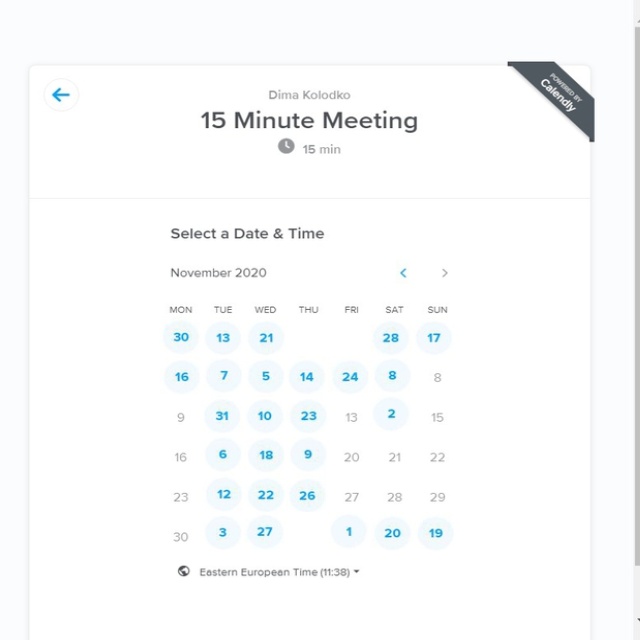 POWERED BY
Calendly
Dima Kolodko
15 Minute Meeting
15 min
Select a Date & Time
November 2020
MON TUE WED THU FRI SAT SUN
30 13 21 28 17
16 7 5 14 24 8 8
9 31 10 23 13 2 15
16 6 18 9 20 21 22
23 12 22 26 27 28 29
30 3 27 1 20 19
Eastern European Time (11:38)